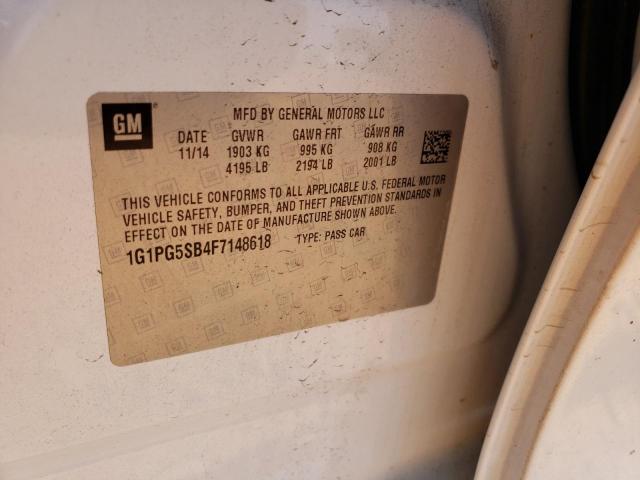 GM
MFD BY GENERAL MOTORS LLC
DATE GVWR GAWR FRT GAWR RR
11/14 1903 KG 995 KG 908 KG
4195 LB 2194 LB 2001 LB
THIS VEHICLE CONFORMS TO ALL APPLICABLE U.S. FEDERAL MOTOR
VEHICLE SAFETY, BUMPER, AND THEFT PREVENTION STANDARDS IN
EFFECT ON THE DATE OF MANUFACTURE SHOWN ABOVE.
1G1PG5SB4F7148618 TYPE: PASS CAR